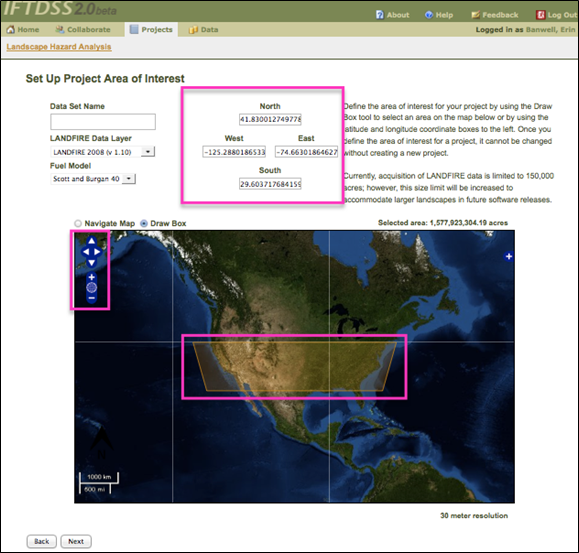 IFTDSS 2.0 beta
About Help Feedback Log Out
Home Collaborate Projects Data Logged in as Banwell, Erin
Landscape Hazard Analysis
Set Up Project Area of Interest
Data Set Name
LANDFIRE Data Layer
LANDFIRE 2008 (v 1.10)
Fuel Model
Scott and Burgan 40
North
41.830012749778
West East
-125.2880186533 -74.66301864627
South
29.603717684159
Define the area of interest for your project by using the Draw
Box tool to select an area on the map below or by using the
latitude and longitude coordinate boxes to the left. Once you
define the area of interest for a project, it cannot be changed
without creating a new project.
Currently, acquisition of LANDFIRE data is limited to 150,000
acres; however, this size limit will be increased to
accommodate larger landscapes in future software releases.
Navigate Map Draw Box Selected area: 1,577,923,304.19 acres
N
1000 km
600 mi
30 meter resolution
Back Next